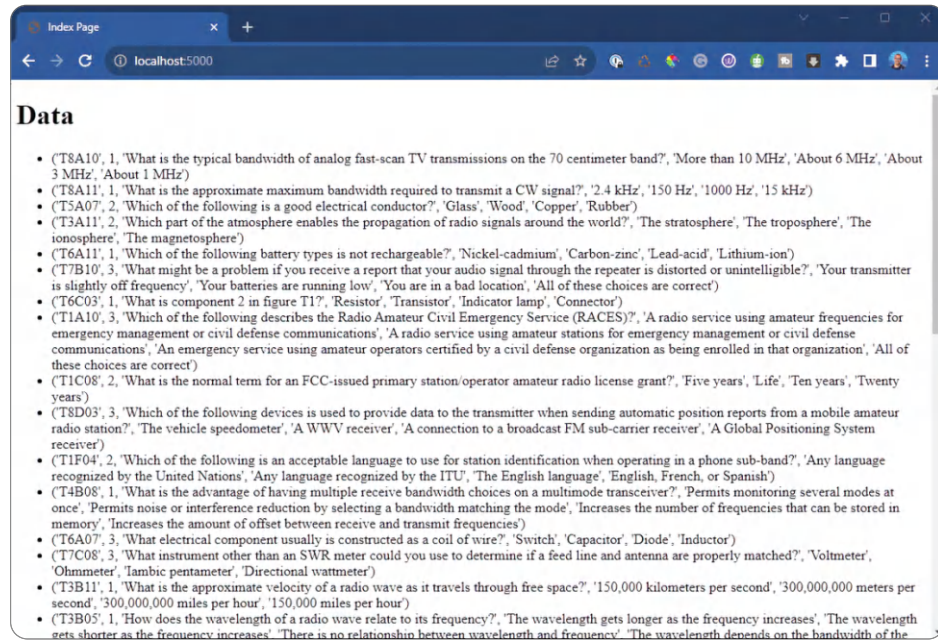 Index Page
localhost:5000
Data
• ('T8A10', 1, 'What is the typical bandwidth of analog fast-scan TV transmissions on the 70 centimeter band?', 'More than 10 MHz', 'About 6 MHz', 'About
3 MHz', 'About 1 MHz')
• ('T8A11', 1, 'What is the approximate maximum bandwidth required to transmit a CW signal?', '2.4 kHz', '150 Hz', '1000 Hz', '15 kHz')
• ('T5A07', 2, 'Which of the following is a good electrical conductor?', 'Glass', 'Wood', 'Copper', 'Rubber')
• ('T3A11', 2, 'Which part of the atmosphere enables the propagation of radio signals around the world?', 'The stratosphere', 'The troposphere', 'The
ionosphere', 'The magnetosphere')
• ('T6A11', 1, 'Which of the following battery types is not rechargeable?', 'Nickel-cadmium', 'Carbon-zinc', 'Lead-acid', 'Lithium-ion')
• ('T7B10', 3, 'What might be a problem if you receive a report that your audio signal through the repeater is distorted or unintelligible?', 'Your transmitter
is slightly off frequency', 'Your batteries are running low', 'You are in a bad location', 'All of these choices are correct')
• ('T6C03', 1, 'What is component 2 in figure T1?', 'Resistor', 'Transistor', 'Indicator lamp', 'Connector')
• ('T1A10', 3, 'Which of the following describes the Radio Amateur Civil Emergency Service (RACES)?', 'A radio service using amateur frequencies for
emergency management or civil defense communications', 'A radio service using amateur stations for emergency management or civil defense
communications', 'An emergency service using amateur operators certified by a civil defense organization as being enrolled in that organization', 'All of
these choices are correct')
• ('T1C08', 2, 'What is the normal term for an FCC-issued primary station/operator amateur radio license grant?', 'Five years', 'Life', 'Ten years', 'Twenty
years')
• ('T8D03', 3, 'Which of the following devices is used to provide data to the transmitter when sending automatic position reports from a mobile amateur
radio station?', 'The vehicle speedometer', 'A WWV receiver', 'A connection to a broadcast FM sub-carrier receiver', 'A Global Positioning System
receiver')
• ('T1F04', 2, 'Which of the following is an acceptable language to use for station identification when operating in a phone sub-band?', 'Any language
recognized by the United Nations', 'Any language recognized by the ITU', 'The English language', 'English, French, or Spanish')
• ('T4B08', 1, 'What is the advantage of having multiple receive bandwidth choices on a multimode transceiver?', 'Permits monitoring several modes at
once', 'Permits noise or interference reduction by selecting a bandwidth matching the mode', 'Increases the number of frequencies that can be stored in
memory', 'Increases the amount of offset between receive and transmit frequencies')
• ('T6A07', 3, 'What electrical component usually is constructed as a coil of wire?', 'Switch', 'Capacitor', 'Diode', 'Inductor')
• ('T7C08', 3, 'What instrument other than an SWR meter could you use to determine if a feed line and antenna are properly matched?', 'Voltmeter',
'Ohmmeter', 'Iambic pentameter', 'Directional wattmeter')
• ('T3B11', 1, 'What is the approximate velocity of a radio wave as it travels through free space?', '150,000 kilometers per second', '300,000,000 meters per
second', '300,000,000 miles per hour', '150,000 miles per hour')
• ('T3B05', 1, 'How does the wavelength of a radio wave relate to its frequency?', 'The wavelength gets longer as the frequency increases', 'The wavelength
gets shorter as the frequency increases', 'There is no relationship between wavelength and frequency', 'The wavelength depends on the bandwidth of the